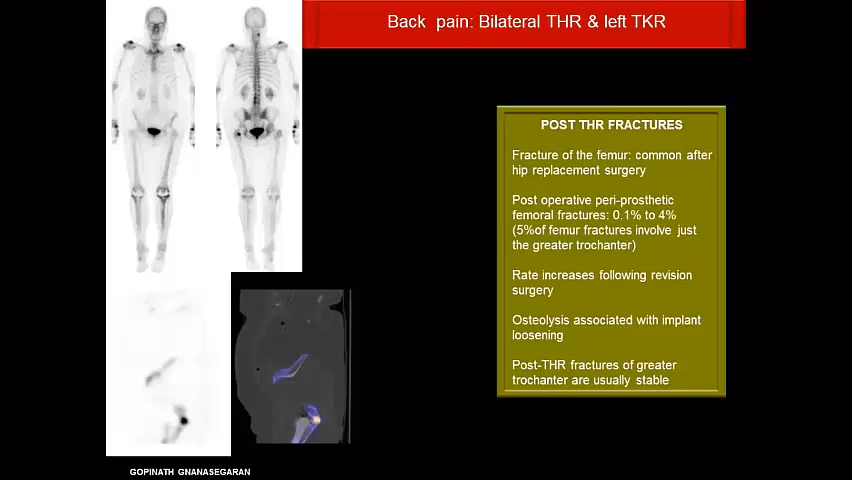 Back pain: Bilateral THR & left TKR
POST THR FRACTURES
Fracture of the femur: common after
hip replacement surgery
Post operative peri-prosthetic
femoral fractures: 0.1% to 4%
(5%of femur fractures involve just
the greater trochanter)
Rate increases following revision
surgery
Osteolysis associated with implant
loosening
Post-THR fractures of greater
trochanter are usually stable
GOPINATH GNANASEGARAN